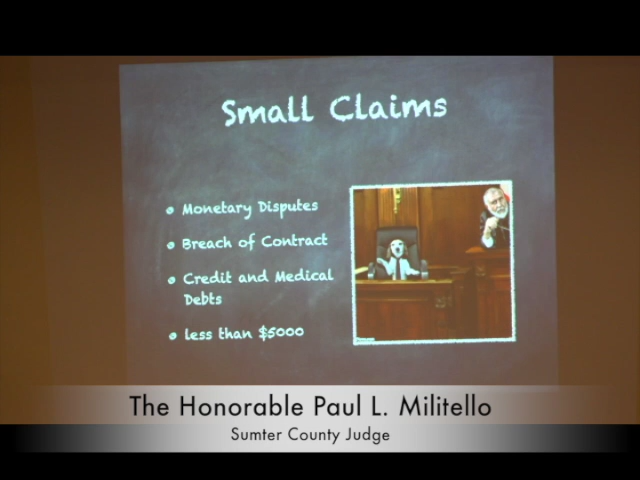 Small Claims
Monetary Disputes
Breach of Contract
Credit and Medical
Debts
less than $5000
The Honorable Paul L. Militello
Sumter County Judge